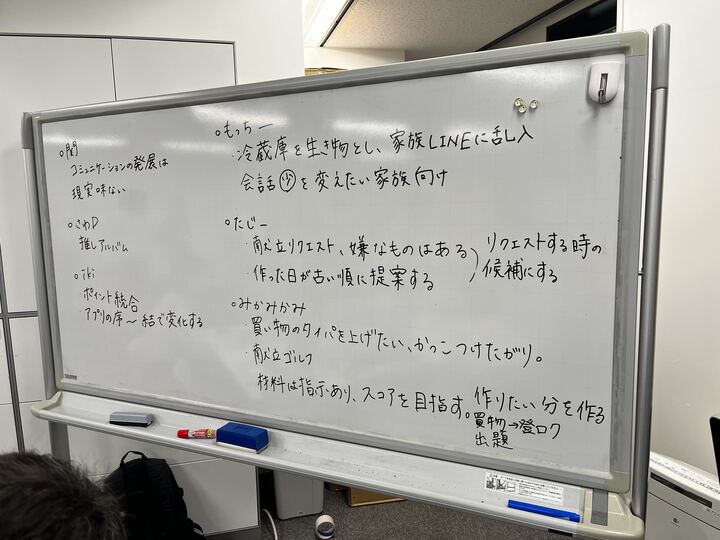 ○関
コミュニケーションの発展は
現実味ない
○さわD
推しアルバム
○iki
ポイント統合
アプリの序〜結で変化する
○もっちー
・冷蔵庫を生き物とし、家族LINEに乱入
会話少を変えたい家族向け
○たじー
・献立リクエスト、嫌なものはある
・作った日が古い順に提案する
リクエストする時の
候補にする
○みかみかみ
・買い物のタイパを上げたい、かっこつけたがり。
・献立ゴルフ
材料は指示あり、スコアを目指す。
作りたい分を作る
買物→登ロク
出題